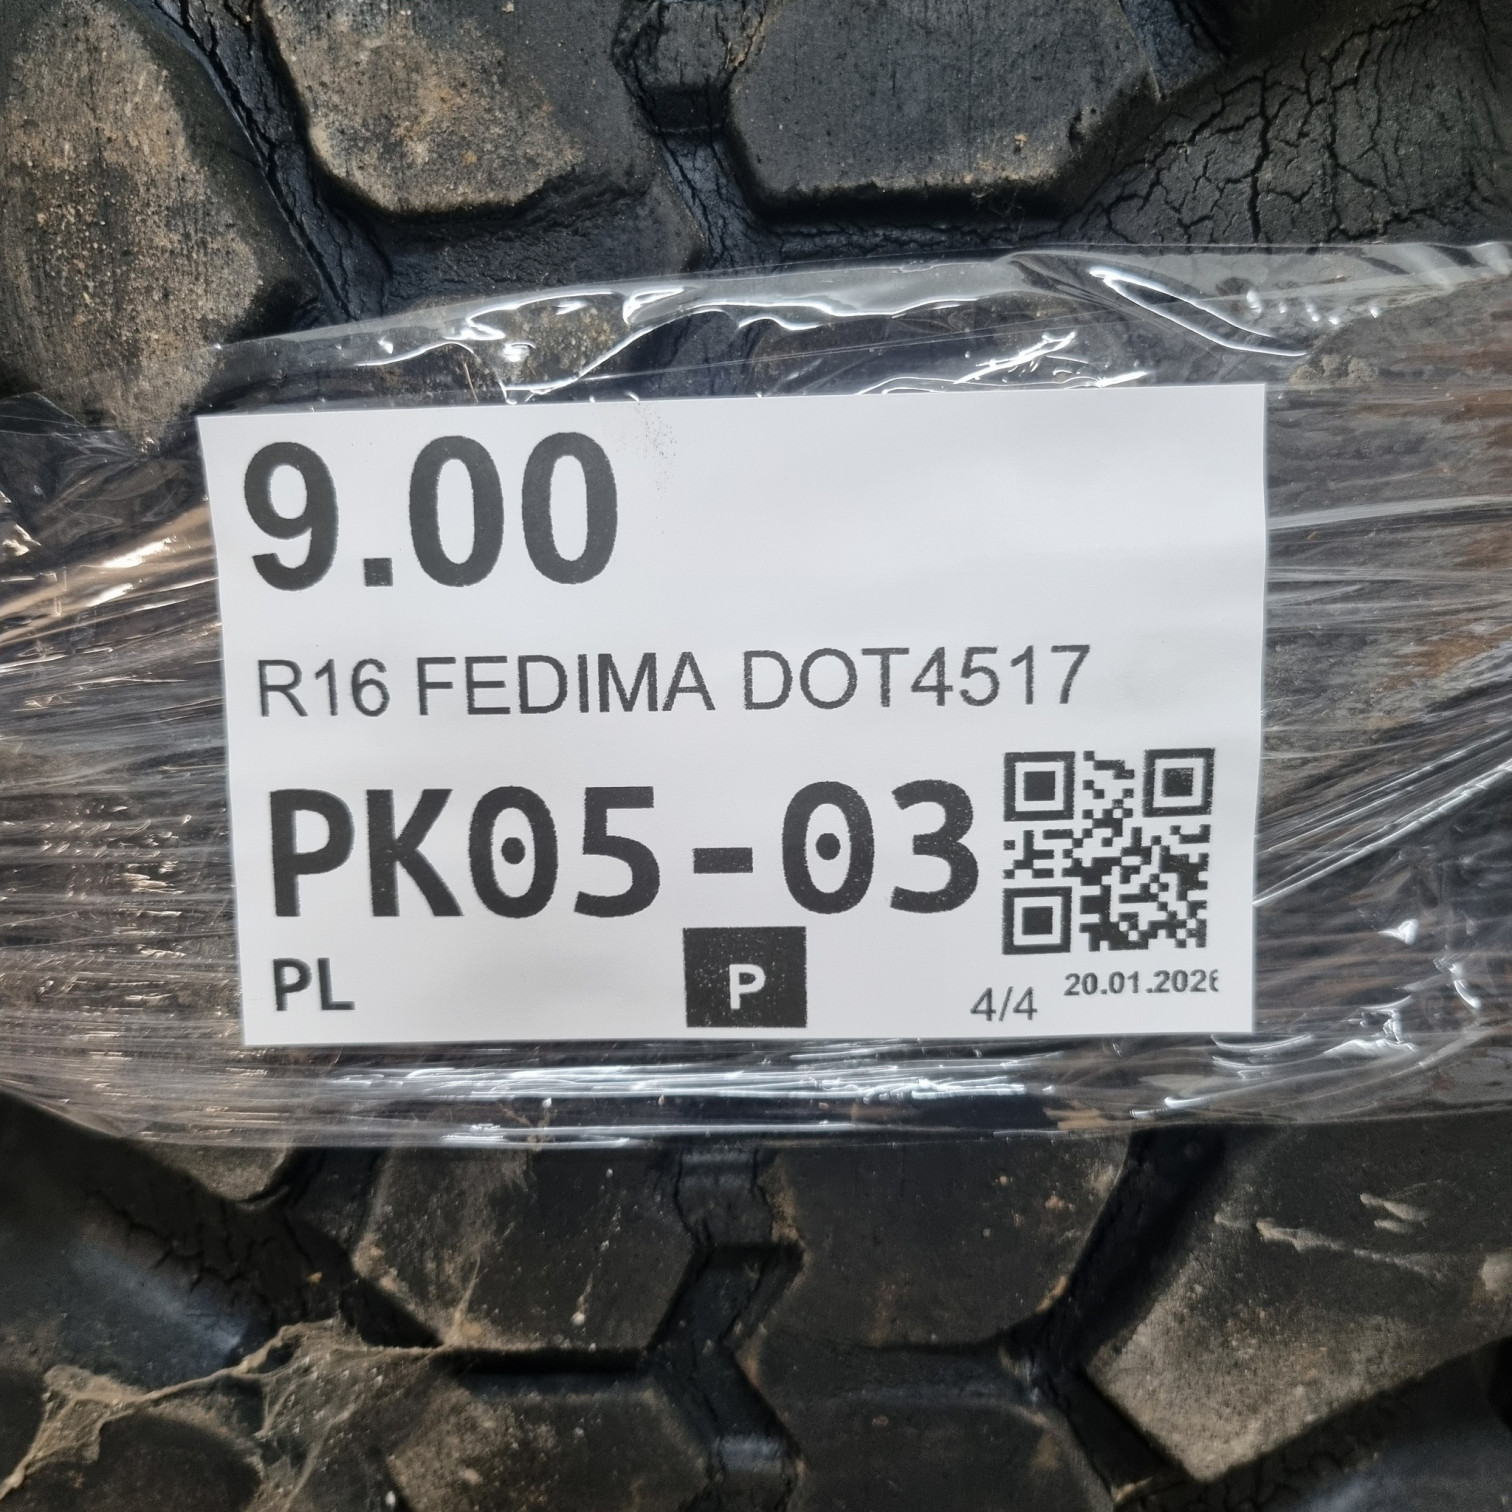 9.00
R16 FEDIMA DOT4517
PK05-03
PL P 4/4 20.01.2026